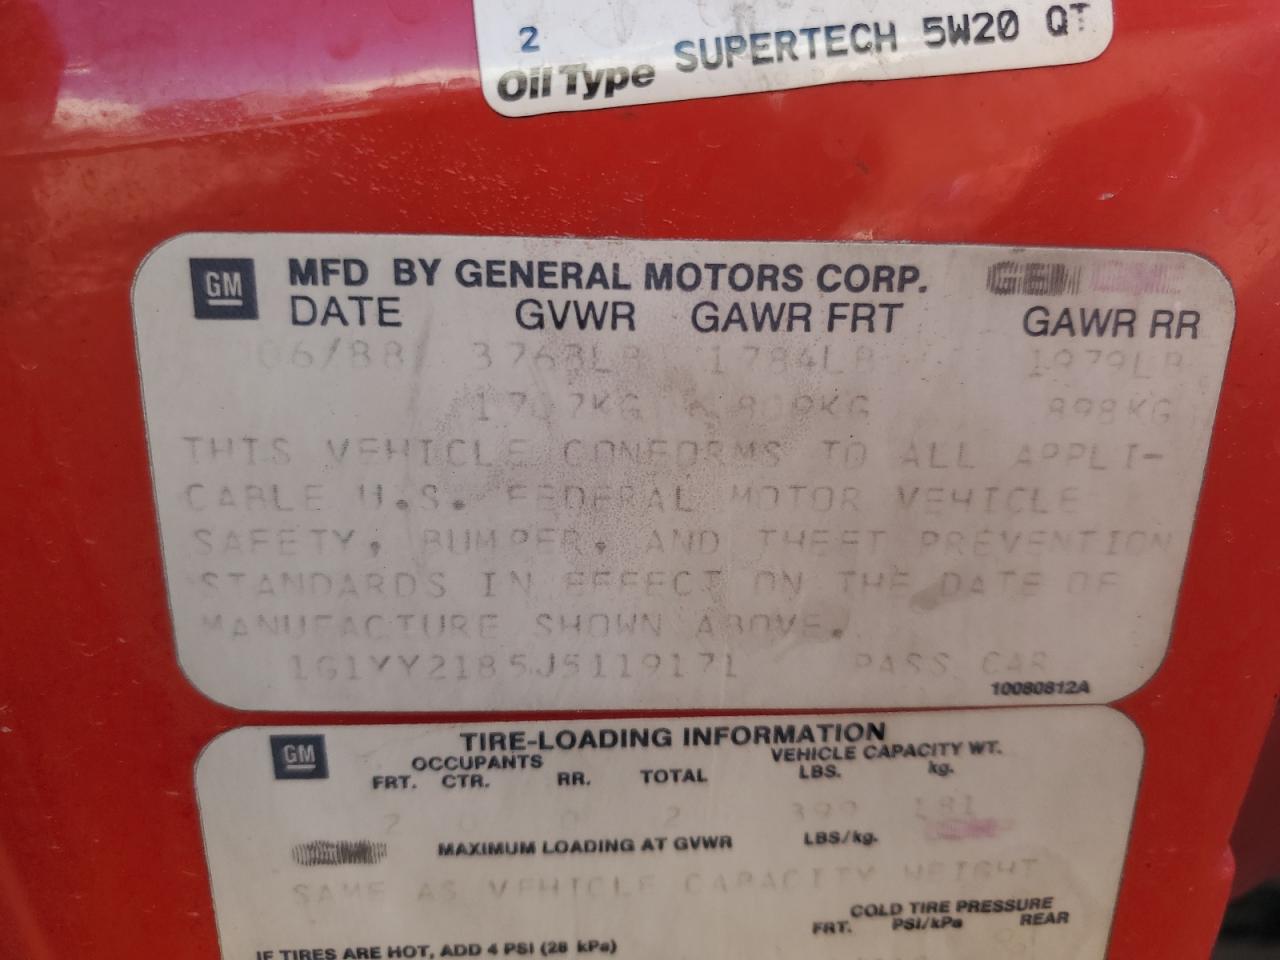 2
Oil Type SUPERTECH 5W20 QT
GM MFD BY GENERAL MOTORS CORP.
DATE GVWR GAWR FRT GAWR RR
06/88 3763LB 1784LB 1979LB
1707KG 809KG 898KG
THIS VEHICLE CONFORMS TO ALL APPLI-
CABLE U.S. FEDERAL MOTOR VEHICLE
SAFETY, BUMPER, AND THEFT PREVENTION
STANDARDS IN EFFECT ON THE DATE OF
MANUFACTURE SHOWN ABOVE.
1G1YY2185J5119171 PASS CAR
10080812A
GM TIRE-LOADING INFORMATION
OCCUPANTS VEHICLE CAPACITY WT.
FRT. CTR. RR. TOTAL LBS. kg.
2 0 0 2 399 181
MAXIMUM LOADING AT GVWR LBS/kg.
SAME AS VEHICLE CAPACITY WEIGHT
COLD TIRE PRESSURE
FRT. PSI/kPa REAR
IF TIRES ARE HOT, ADD 4 PSI (28 kPa)